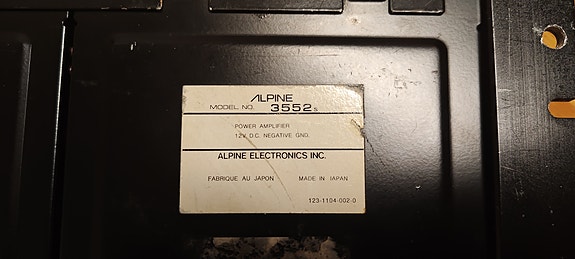 ALPINE
MODEL NO. 3552s
POWER AMPLIFIER
12V D.C. NEGATIVE GND.
ALPINE ELECTRONICS INC.
FABRIQUE AU JAPON MADE IN JAPAN
123-1104-002-0